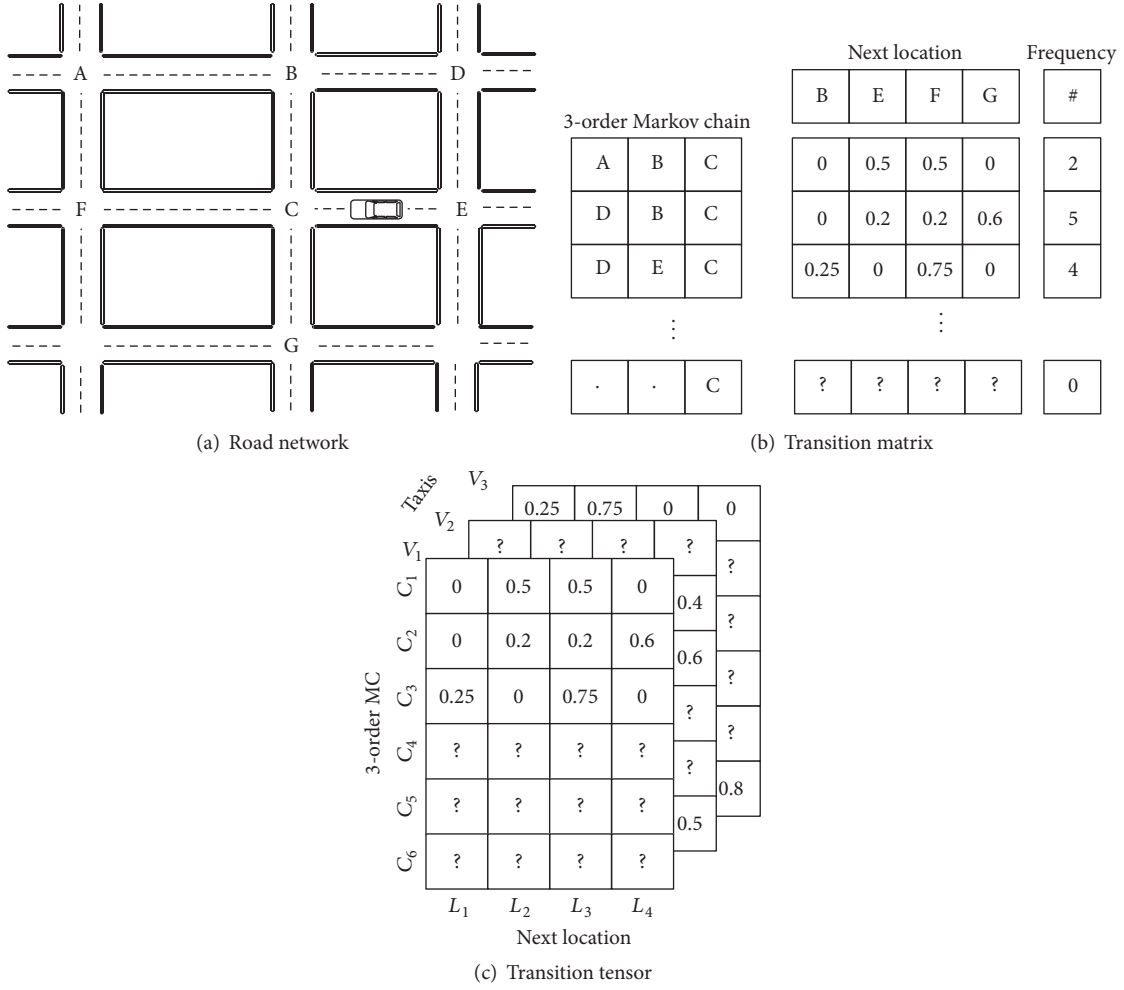 A B D
F C E
G
(a) Road network
Next location Frequency
B E F G #
3-order Markov chain
A B C 0 0.5 0.5 0 2
D B C 0 0.2 0.2 0.6 5
D E C 0.25 0 0.75 0 4
⋮ ⋮
. . C ? ? ? ? 0
(b) Transition matrix
Taxis
V3 0.25 0.75 0 0
? ? ? ? 0.8
V2 ? ? ? ?
0.4 0.6 ? ? 0.5
V1
C1 0 0.5 0.5 0
C2 0 0.2 0.2 0.6
C3 0.25 0 0.75 0
C4 ? ? ? ?
C5 ? ? ? ?
C6 ? ? ? ?
3-order MC
L1 L2 L3 L4
Next location
(c) Transition tensor